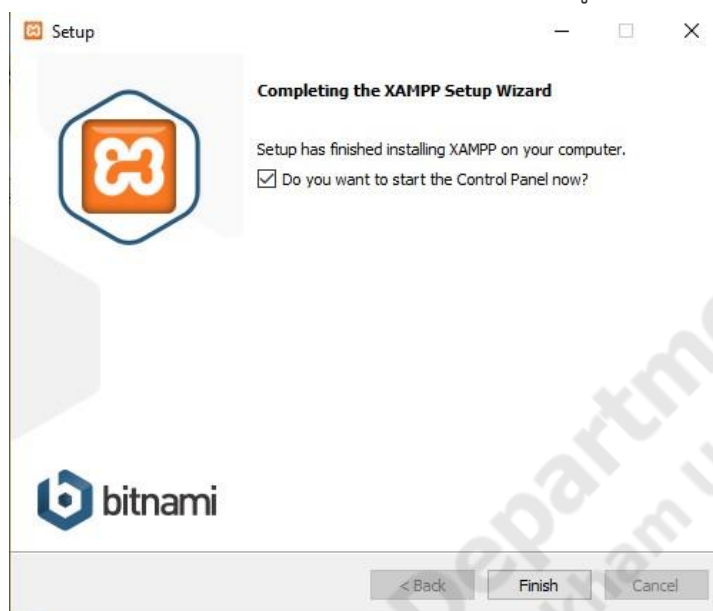 Setup
Completing the XAMPP Setup Wizard
Setup has finished installing XAMPP on your computer.
Do you want to start the Control Panel now?
bitnami
< Back
Finish
Cancel